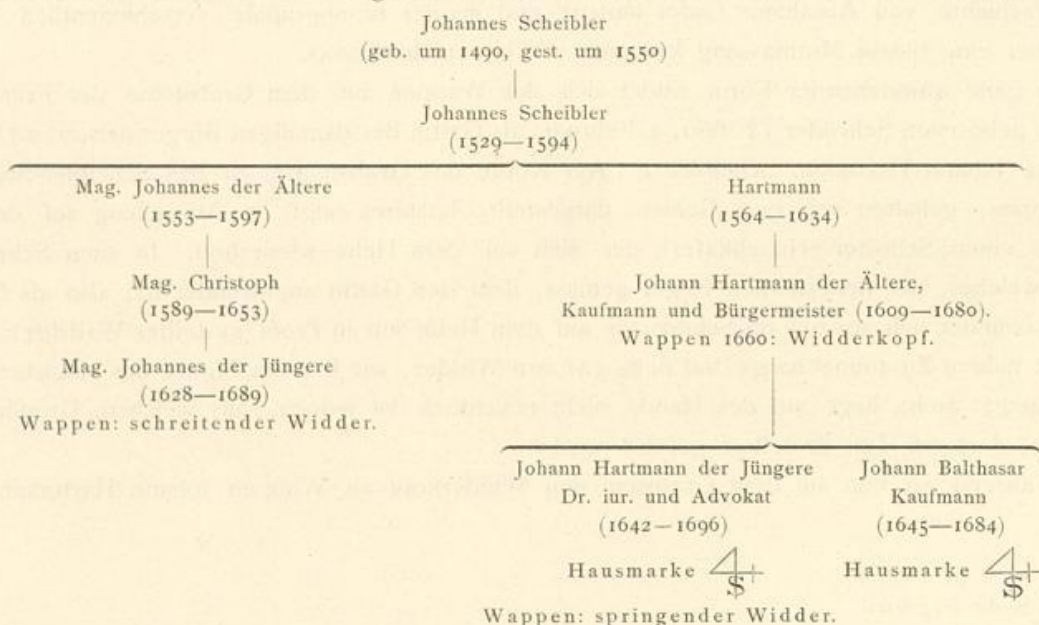 Johannes Scheibler
(geb. um 1490, gest. um 1550)
Johannes Scheibler
(1529—1594)
Mag. Johannes der Ältere
(1553—1597)
Mag. Christoph
(1589—1653)
Mag. Johannes der Jüngere
(1628—1689)
Wappen: schreitender Widder.
Hartmann
(1564—1634)
Johann Hartmann der Ältere,
Kaufmann und Bürgermeister (1609—1680).
Wappen 1660: Widderkopf.
Johann Hartmann der Jüngere
Dr. iur. und Advokat
(1642—1696)
Hausmarke
Johann Balthasar
Kaufmann
(1645—1684)
Hausmarke
Wappen: springender Widder.